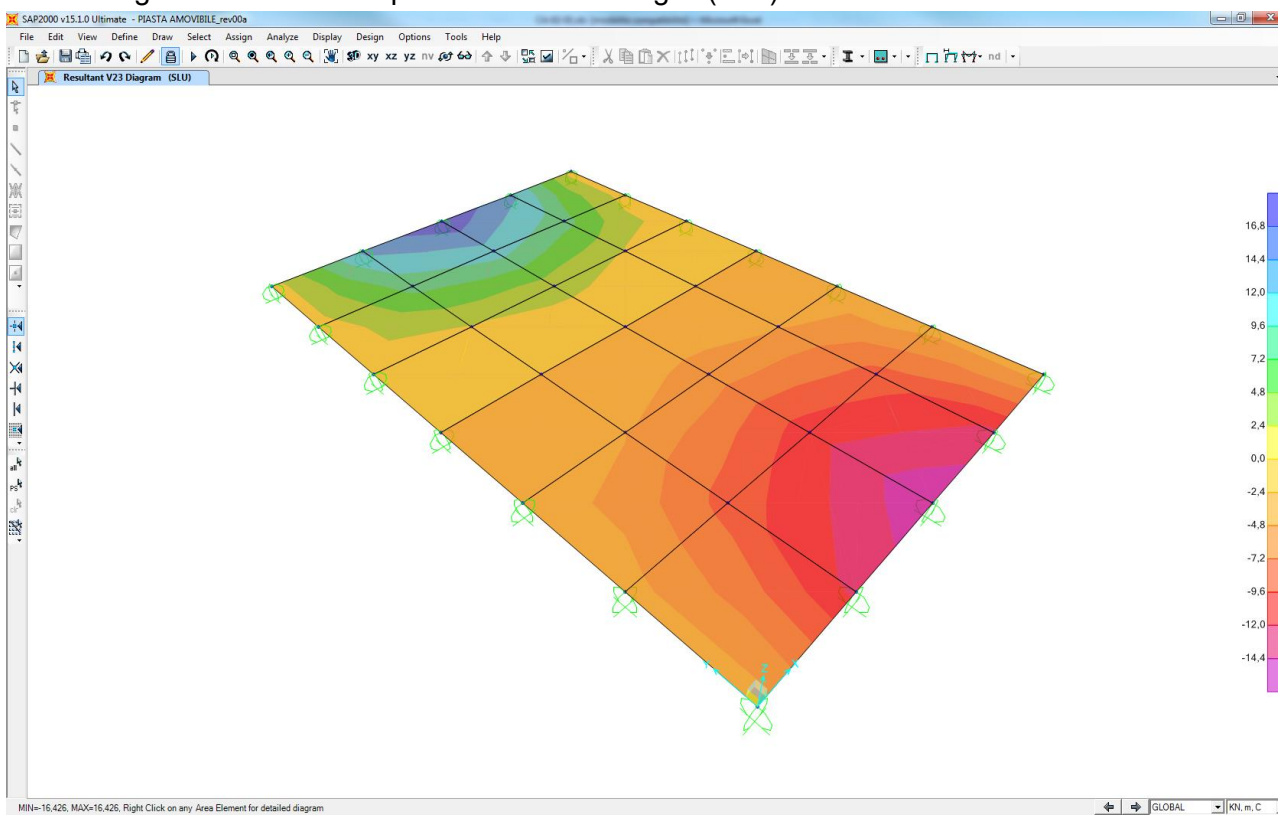 SAP2000 v15.1.0 Ultimate - PIASTA AMOVIBILE_rev00a
File Edit View Define Draw Select Assign Analyze Display Design Options Tools Help
xy xz yz nv nd
Resultant V23 Diagram (SLU)
16,8
14,4
12,0
9,6
7,2
4,8
2,4
0,0
-2,4
-4,8
-7,2
-9,6
-12,0
-14,4
all
ps
clr
Z
Y X
MIN=-16,426, MAX=16,426, Right Click on any Area Element for detailed diagram
GLOBAL KN, m, C